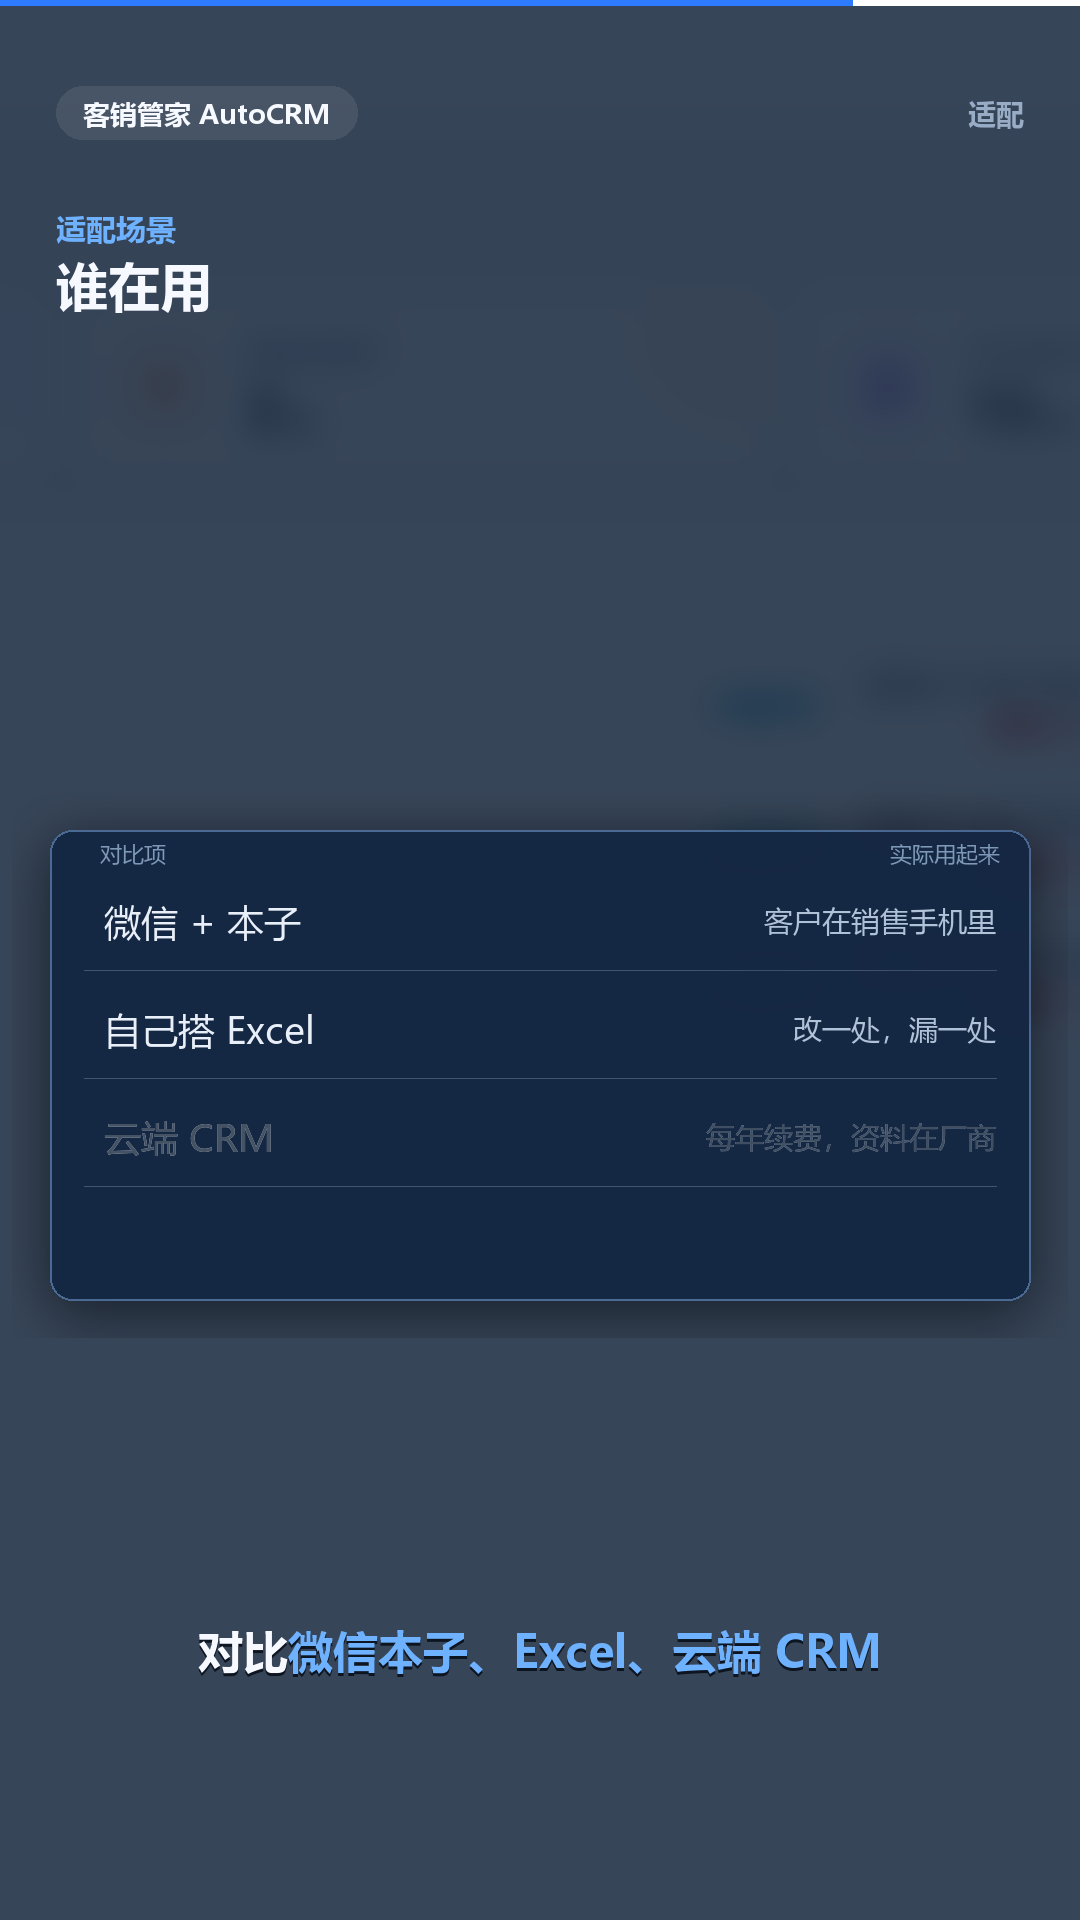 客销管家 AutoCRM
适配
适配场景
谁在用
对比项 实际用起来
微信 + 本子 客户在销售手机里
自己搭 Excel 改一处，漏一处
云端 CRM 每年续费，资料在厂商
对比微信本子、Excel、云端 CRM